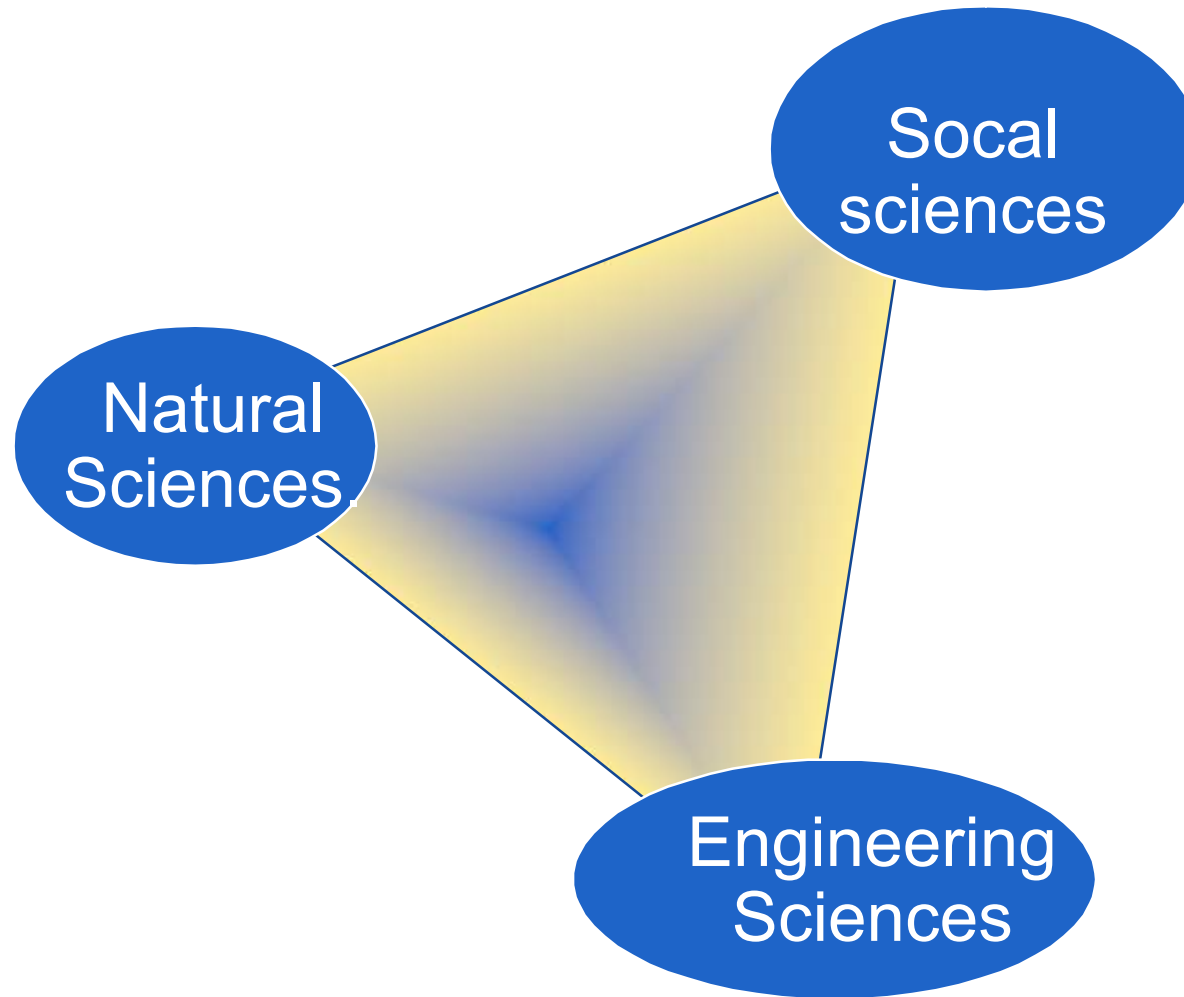 Socal
sciences
Natural
Sciences.
Engineering
Sciences